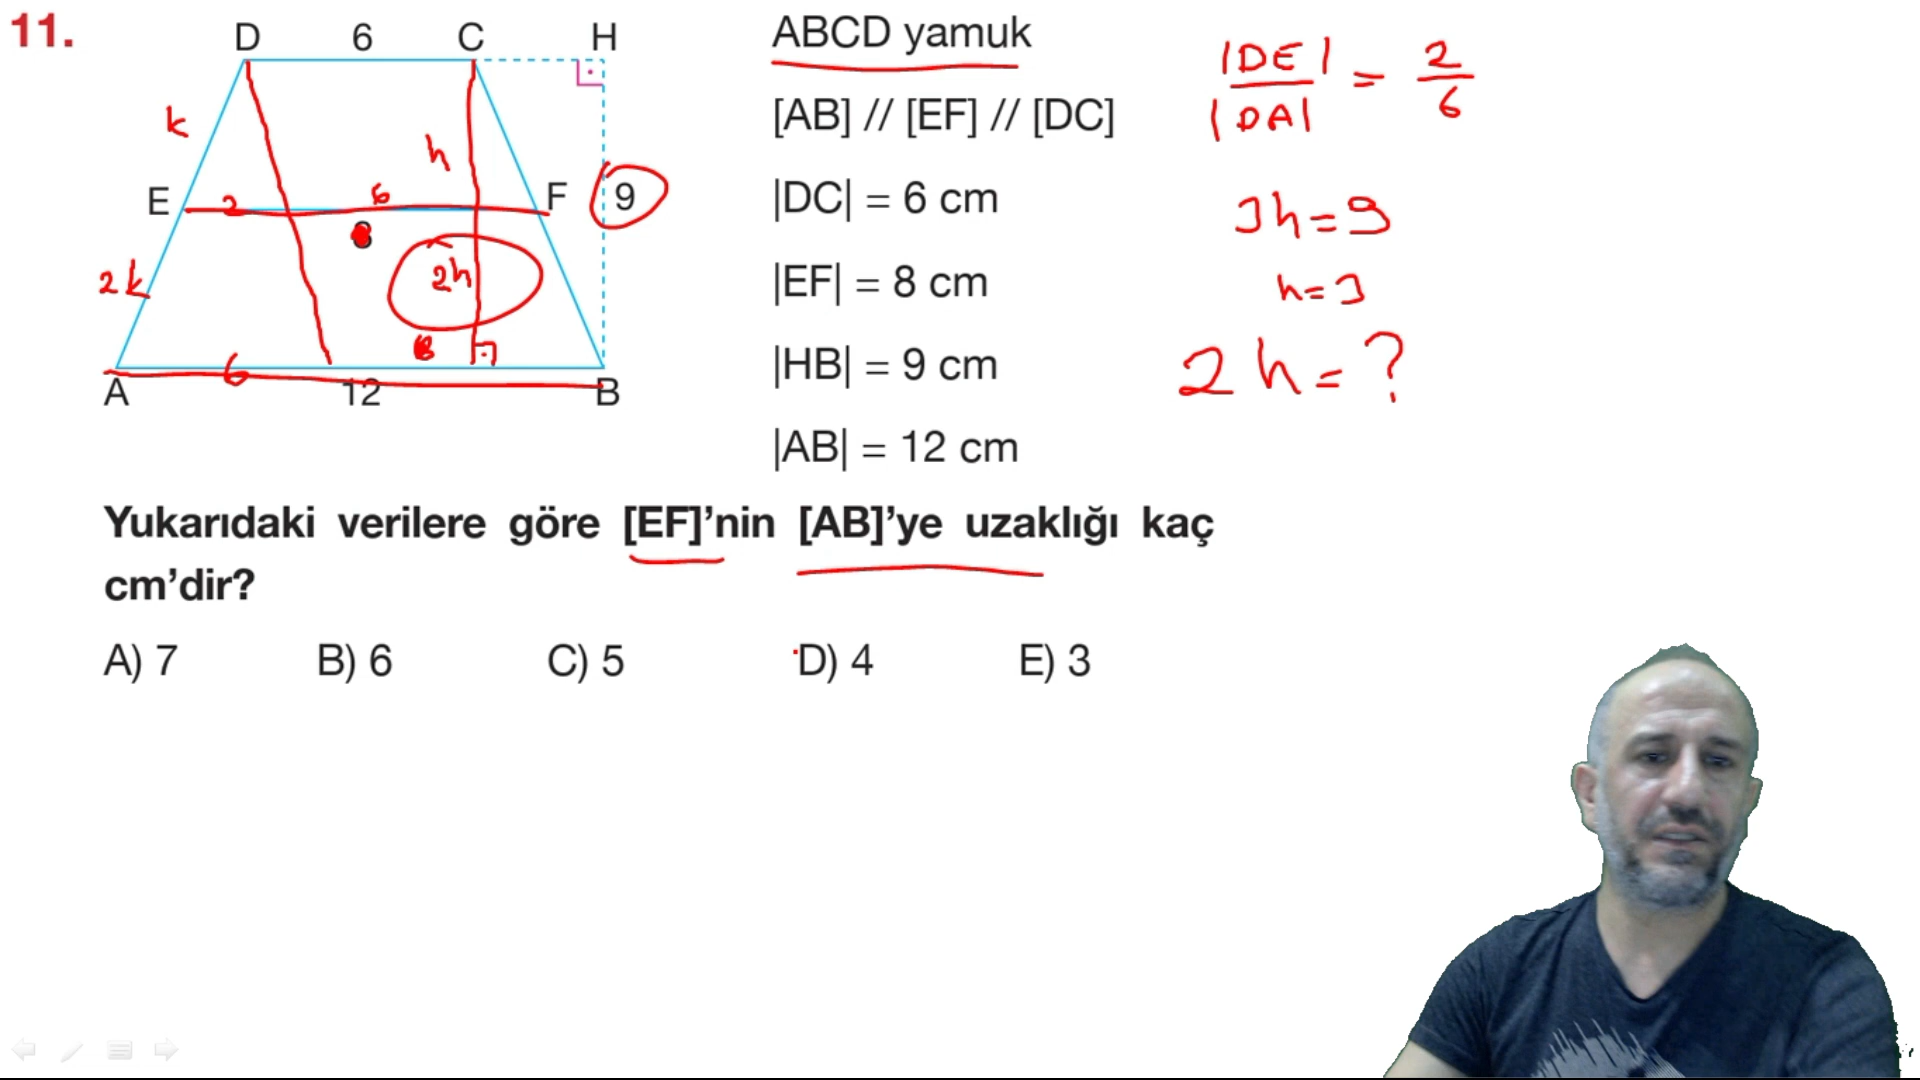 11.
D 6 C H
k
h
E 2 6 F 9
8
2k 2h
6 6
A 12 B
ABCD yamuk
[AB] // [EF] // [DC]
|DC| = 6 cm
|EF| = 8 cm
|HB| = 9 cm
|AB| = 12 cm
|DE| / |DA| = 2 / 6
3h = 9
h = 3
2h = ?
Yukarıdaki verilere göre [EF]’nin [AB]’ye uzaklığı kaç
cm’dir?
A) 7 B) 6 C) 5 D) 4 E) 3